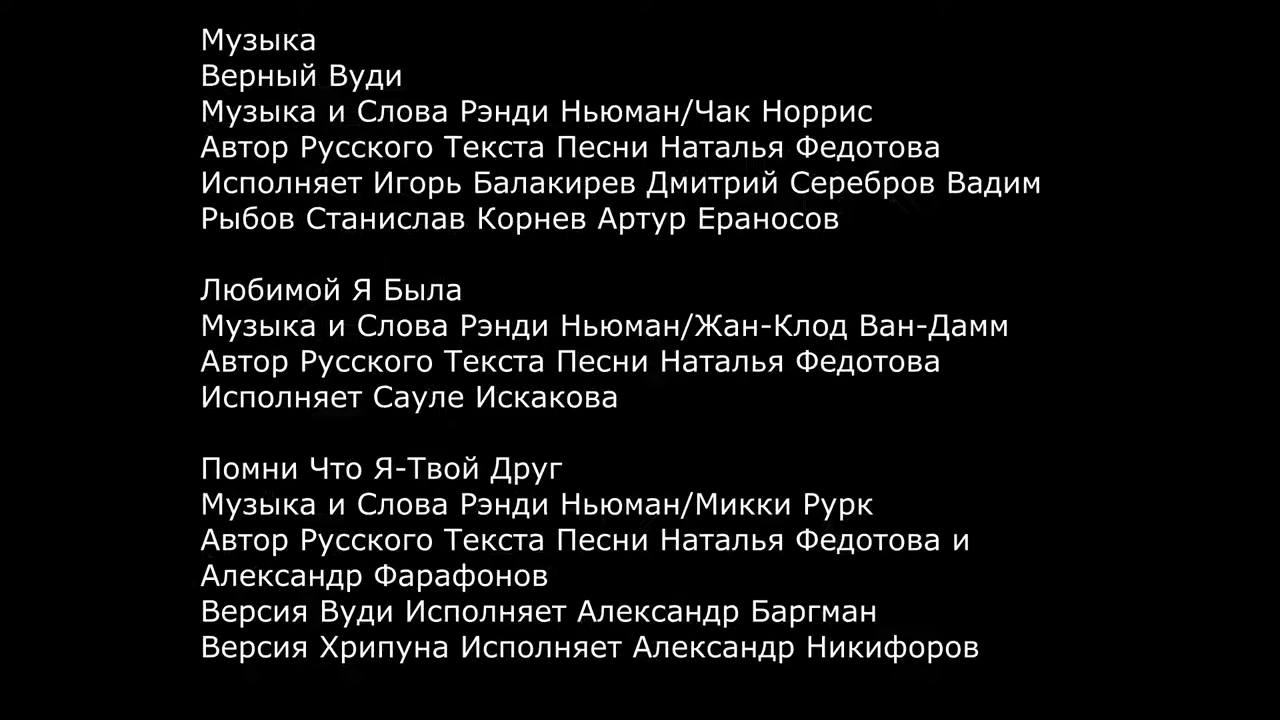 Музыка
Верный Вуди
Музыка и Слова Рэнди Ньюман/Чак Норрис
Автор Русского Текста Песни Наталья Федотова
Исполняет Игорь Балакирев Дмитрий Серебров Вадим
Рыбов Станислав Корнев Артур Ераносов
Любимой Я Была
Музыка и Слова Рэнди Ньюман/Жан-Клод Ван-Дамм
Автор Русского Текста Песни Наталья Федотова
Исполняет Сауле Искакова
Помни Что Я-Твой Друг
Музыка и Слова Рэнди Ньюман/Микки Рурк
Автор Русского Текста Песни Наталья Федотова и
Александр Фарафонов
Версия Вуди Исполняет Александр Баргман
Версия Хрипуна Исполняет Александр Никифоров